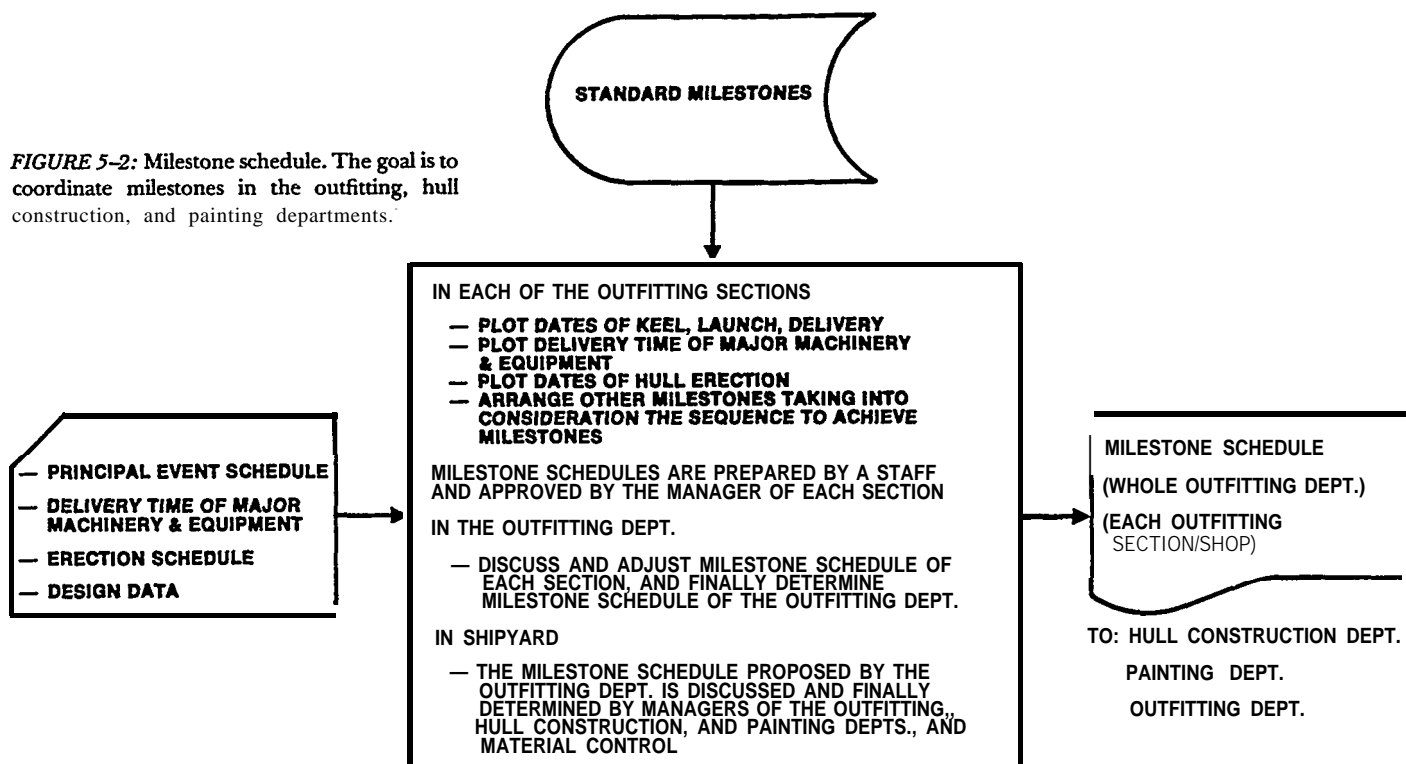 STANDARD MILESTONES
FIGURE 5–2: Milestone schedule. The goal is to
coordinate milestones in the outfitting, hull
construction, and painting departments.
IN EACH OF THE OUTFITTING SECTIONS
— PLOT DATES OF KEEL, LAUNCH, DELIVERY
— PLOT DELIVERY TIME OF MAJOR MACHINERY
& EQUIPMENT
— PLOT DATES OF HULL ERECTION
— ARRANGE OTHER MILESTONES TAKING INTO
CONSIDERATION THE SEQUENCE TO ACHIEVE
MILESTONES
MILESTONE SCHEDULES ARE PREPARED BY A STAFF
AND APPROVED BY THE MANAGER OF EACH SECTION
IN THE OUTFITTING DEPT.
— DISCUSS AND ADJUST MILESTONE SCHEDULE OF
EACH SECTION, AND FINALLY DETERMINE
MILESTONE SCHEDULE OF THE OUTFITTING DEPT.
IN SHIPYARD
— THE MILESTONE SCHEDULE PROPOSED BY THE
OUTFITTING DEPT. IS DISCUSSED AND FINALLY
DETERMINED BY MANAGERS OF THE OUTFITTING,,
HULL CONSTRUCTION, AND PAINTING DEPTS., AND
MATERIAL CONTROL
— PRINCIPAL EVENT SCHEDULE
— DELIVERY TIME OF MAJOR
MACHINERY & EQUIPMENT
— ERECTION SCHEDULE
— DESIGN DATA
MILESTONE SCHEDULE
(WHOLE OUTFITTING DEPT.)
(EACH OUTFITTING
SECTION/SHOP)
TO: HULL CONSTRUCTION DEPT.
PAINTING DEPT.
OUTFITTING DEPT.